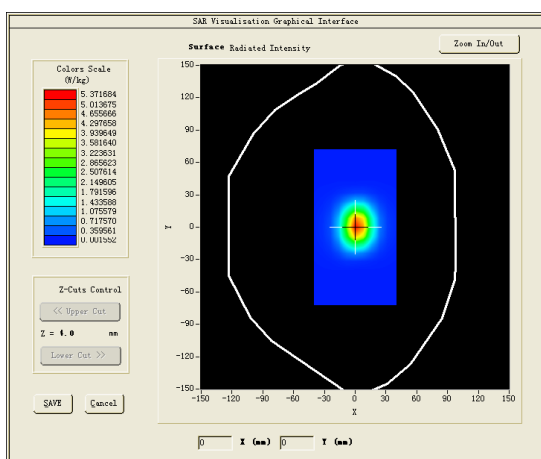 SAR Visualisation Graphical Interface
Surface Radiated Intensity
Zoom In/Out
Colors Scale
(W/kg)
5.371684
5.013675
4.655666
4.297658
3.939649
3.581640
3.223631
2.865623
2.507614
2.149605
1.791596
1.433588
1.075579
0.717570
0.359561
0.001552
Z-Cuts Control
<< Upper Cut
Z = 4.0 mm
Lower Cut >>
SAVE
Cancel
150
120
90
60
30
0
-30
-60
-90
-120
-150
Y
-150 -120 -90 -60 -30 0 30 60 90 120 150
X
0 X (mm) 0 Y (mm)